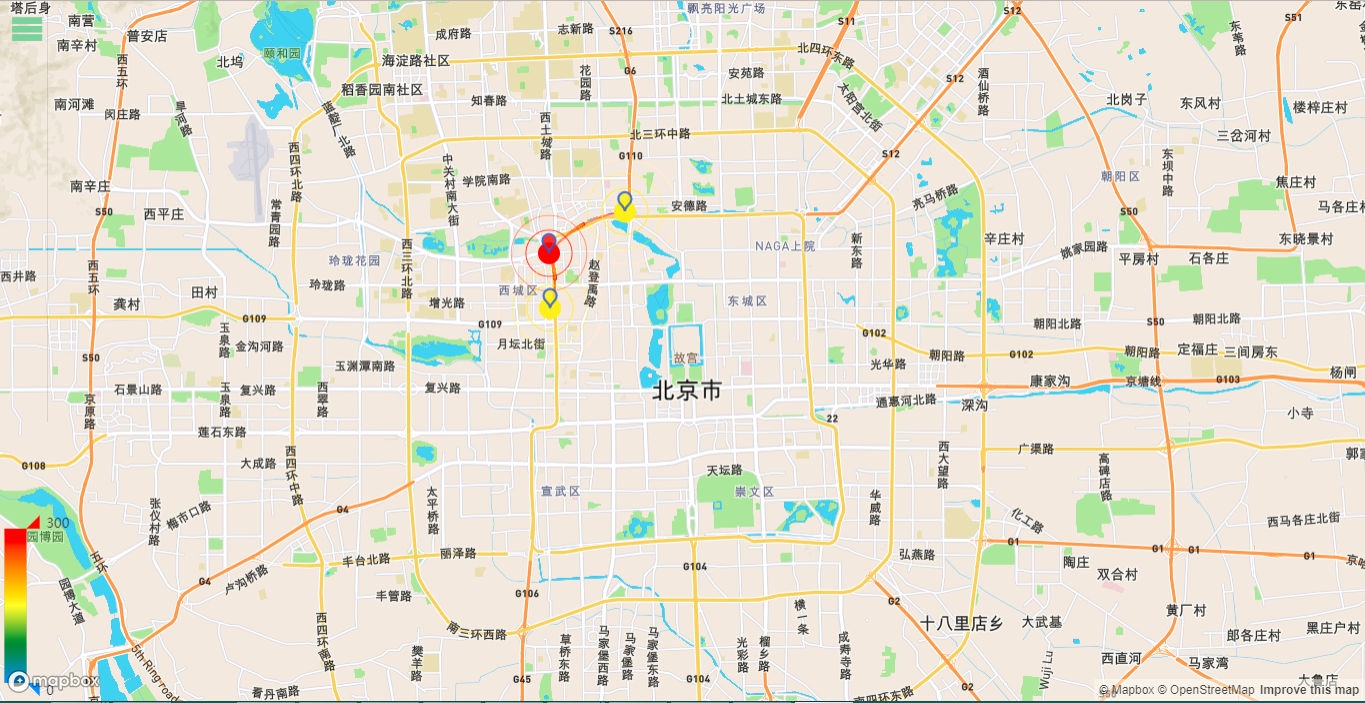 塔后身
南营
普安店
成府路
志新路
S216
飘亮阳光广场
S11
S12
S51
南辛村
西五环
北坞
颐和园
海淀路社区
G6
花园路
安苑路
北四环东路
S12
酒仙桥
东苇路
稻香园南社区
知春路
北土城东路
太阳宫北街
北岗子
东风村
楼梓庄村
南河滩
闵庄路
旱河路
蓝靛厂北路
西土城路
北三环中路
三岔河村
G110
S12
西四环北路
中关村南大街
学院南路
东坝中路
朝阳区
焦庄村
南辛庄
S50
西平庄
常青园路
安德路
亮马桥路
S50
马各庄村
NAGA上院
新东路
辛庄村
姚家园路
东晓景村
平房村
石各庄
西三环北路
玲珑花园
赵登禹路
西井路
西五环
玲珑路
西城区
东城区
田村
增光路
龚村
G109
G109
玉泉路
金沟河路
月坛北街
G102
朝阳北路
S50
朝阳北路
S50
玉渊潭南路
故宫
光华路
朝阳路
G102
朝阳路
定福庄
三间房东
石景山路
玉泉路
复兴路
西翠路
复兴路
北京市
康家沟
京塘线
G103
杨闸
京原路
通惠河北路
深沟
小寺
莲石东路
22
G108
大成路
西四环中路
天坛路
西大望路
广渠路
高碑店路
宣武区
崇文区
太平桥路
华威路
张仪村路
梅市口路
G4
化工路
西马各庄北街
300
园博园
五环
丰台北路
丽泽路
弘燕路
G1
G1
G1
G1
陶庄
双合村
G104
园博大道
G4
卢沟桥路
丰管路
G106
G2
横一条
十八里店乡
大武基
黄厂村
西四环南路
南三环西路
郎各庄村
黑庄户村
草桥东路
马家堡西路
马家堡路
马家堡东路
光彩路
榴乡路
成寿寺路
樊羊路
5th Ring road
Wuji Lu
西直河
马家湾
大鲁店
G45
G104
G2
看丹南路
南四环东路
mapbox
0
© Mapbox © OpenStreetMap Improve this map